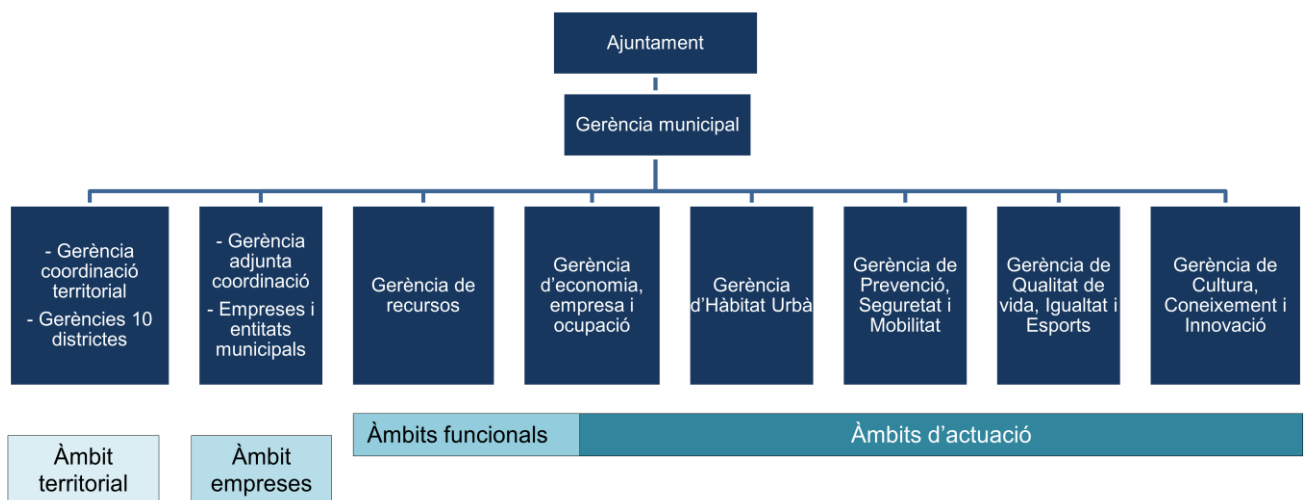 Ajuntament
Gerència municipal
- Gerència
coordinació
territorial
- Gerències 10
districtes
- Gerència
adjunta
coordinació
- Empreses i
entitats
municipals
Gerència de
recursos
Gerència
d'economia,
empresa i
ocupació
Gerència
d'Hàbitat Urbà
Gerència de
Prevenció,
Seguretat i
Mobilitat
Gerència de
Qualitat de
vida, Igualtat i
Esports
Gerència de
Cultura,
Coneixement i
Innovació
Àmbit
territorial
Àmbit
empreses
Àmbits funcionals
Àmbits d'actuació